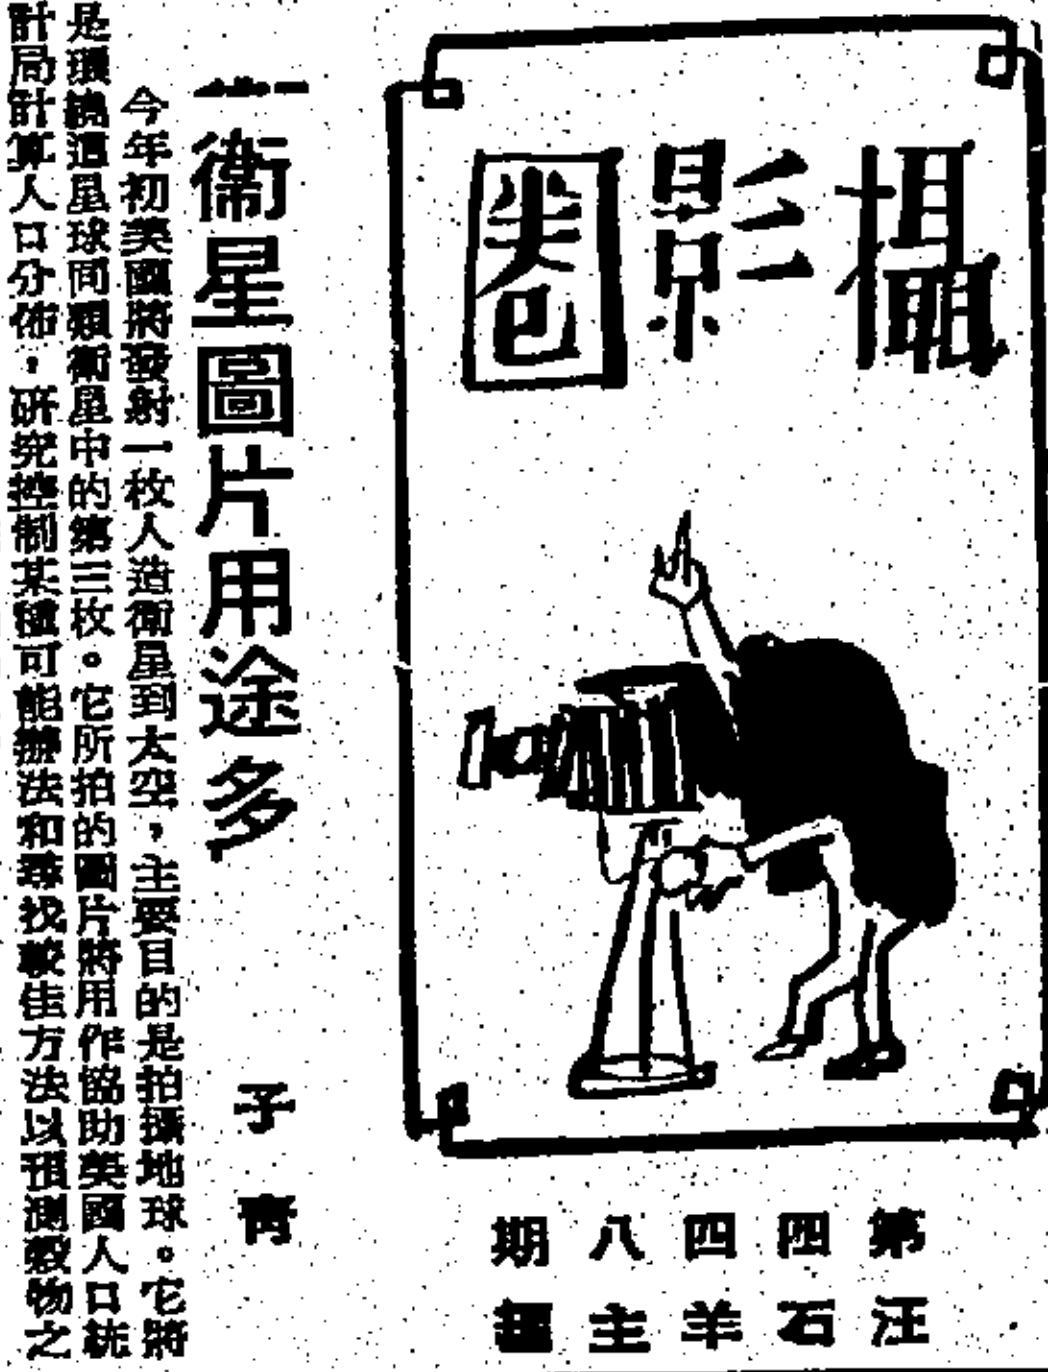 攝影圈
第四四八期
汪石羊主編
衛星圖片用途多
子青
今年初美國將發射一枚人造衛星到太空，主要目的是拍攝地球。它將
是環繞這星球同類衛星中的第三枚。它所拍的圖片將用作協助美國人口統
計局計算人口分佈，研究控制某種可能辦法和尋找較佳方法以預測穀物之